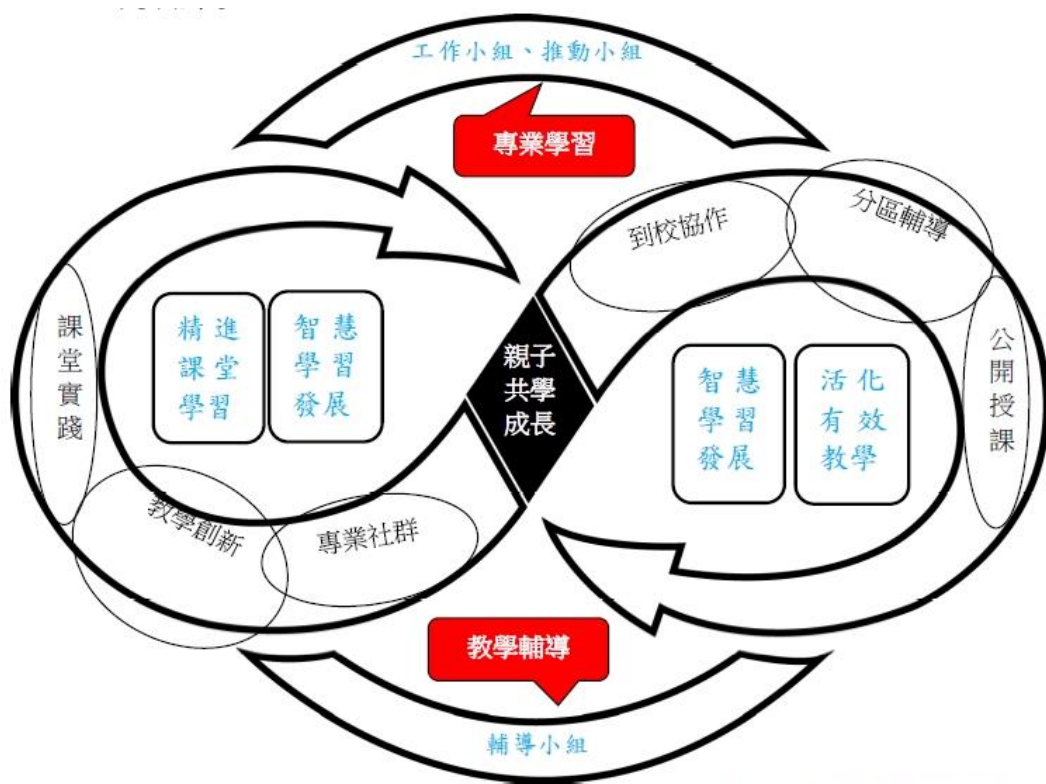 工作小組、推動小組
專業學習
到校協作
分區輔導
課堂實踐
精進
課堂
學習
智慧
學習
發展
親子
共學
成長
智慧
學習
發展
活化
有效
教學
公開授課
教學創新
專業社群
教學輔導
輔導小組